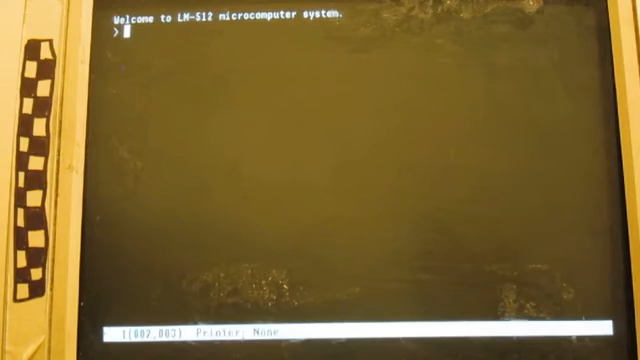 Welcome to LM-512 microcomputer system.
>
1(002,003) Printer: None